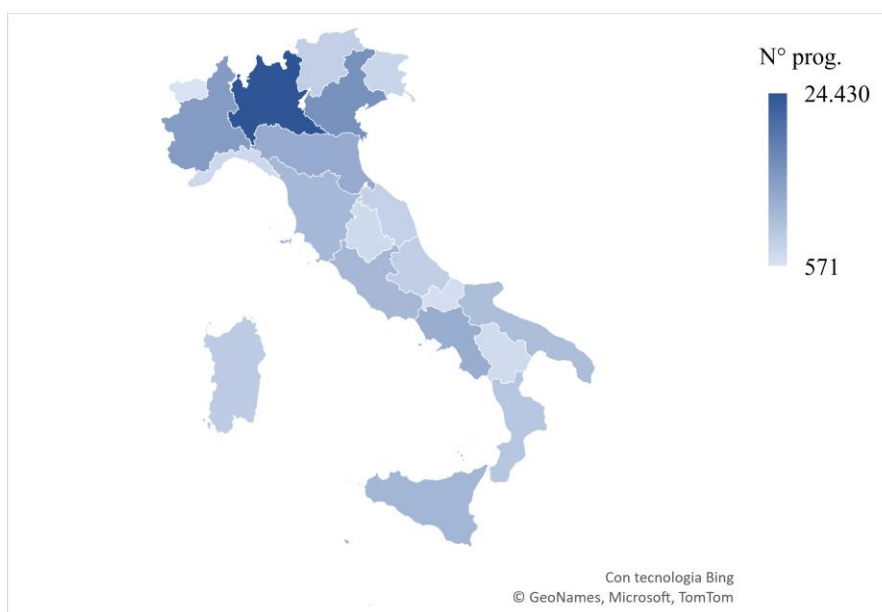 N° prog.
24.430
571
Con tecnologia Bing
© GeoNames, Microsoft, TomTom